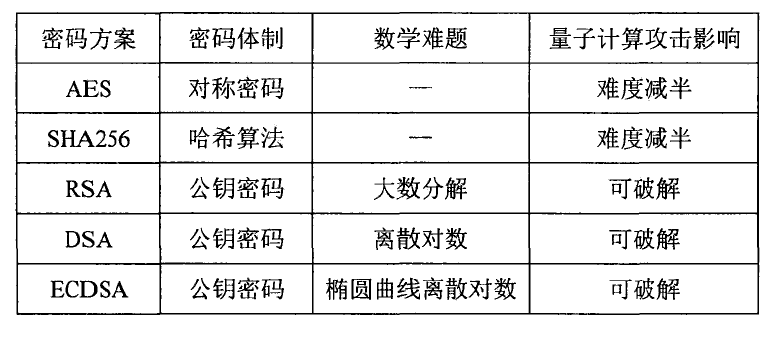 密码方案 密码体制 数学难题 量子计算攻击影响
AES 对称密码 — 难度减半
SHA256 哈希算法 — 难度减半
RSA 公钥密码 大数分解 可破解
DSA 公钥密码 离散对数 可破解
ECDSA 公钥密码 椭圆曲线离散对数 可破解